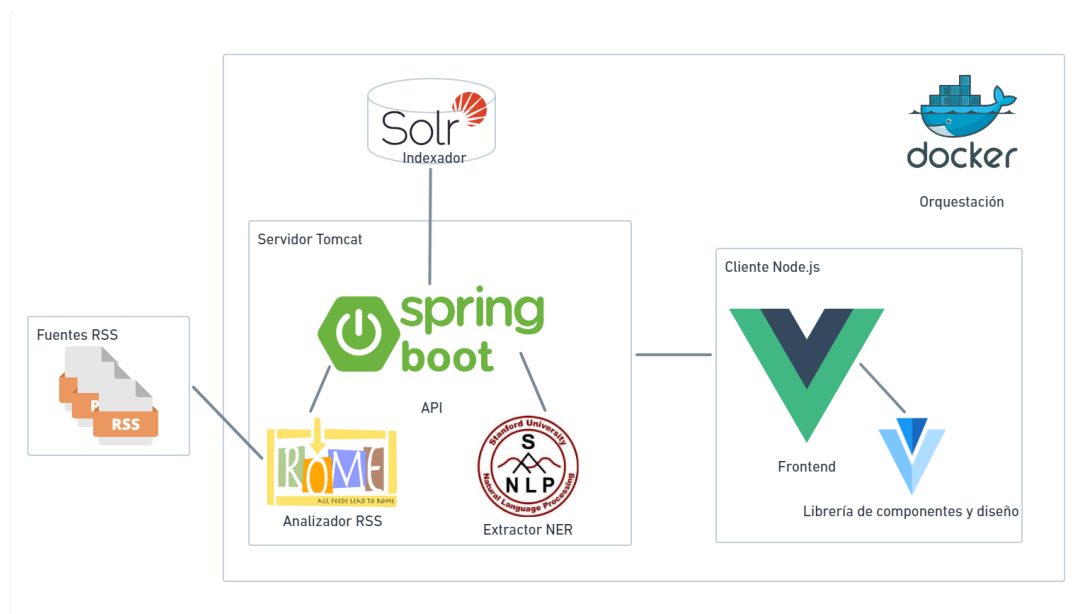 Solr
Indexador
docker
Orquestación
Servidor Tomcat
spring
boot
API
Cliente Node.js
Fuentes RSS
RSS
ROME
ALL FEEDS LEAD TO ROME
Analizador RSS
Stanford University
S
NLP
Natural Language Processing
Extractor NER
Frontend
Librería de componentes y diseño